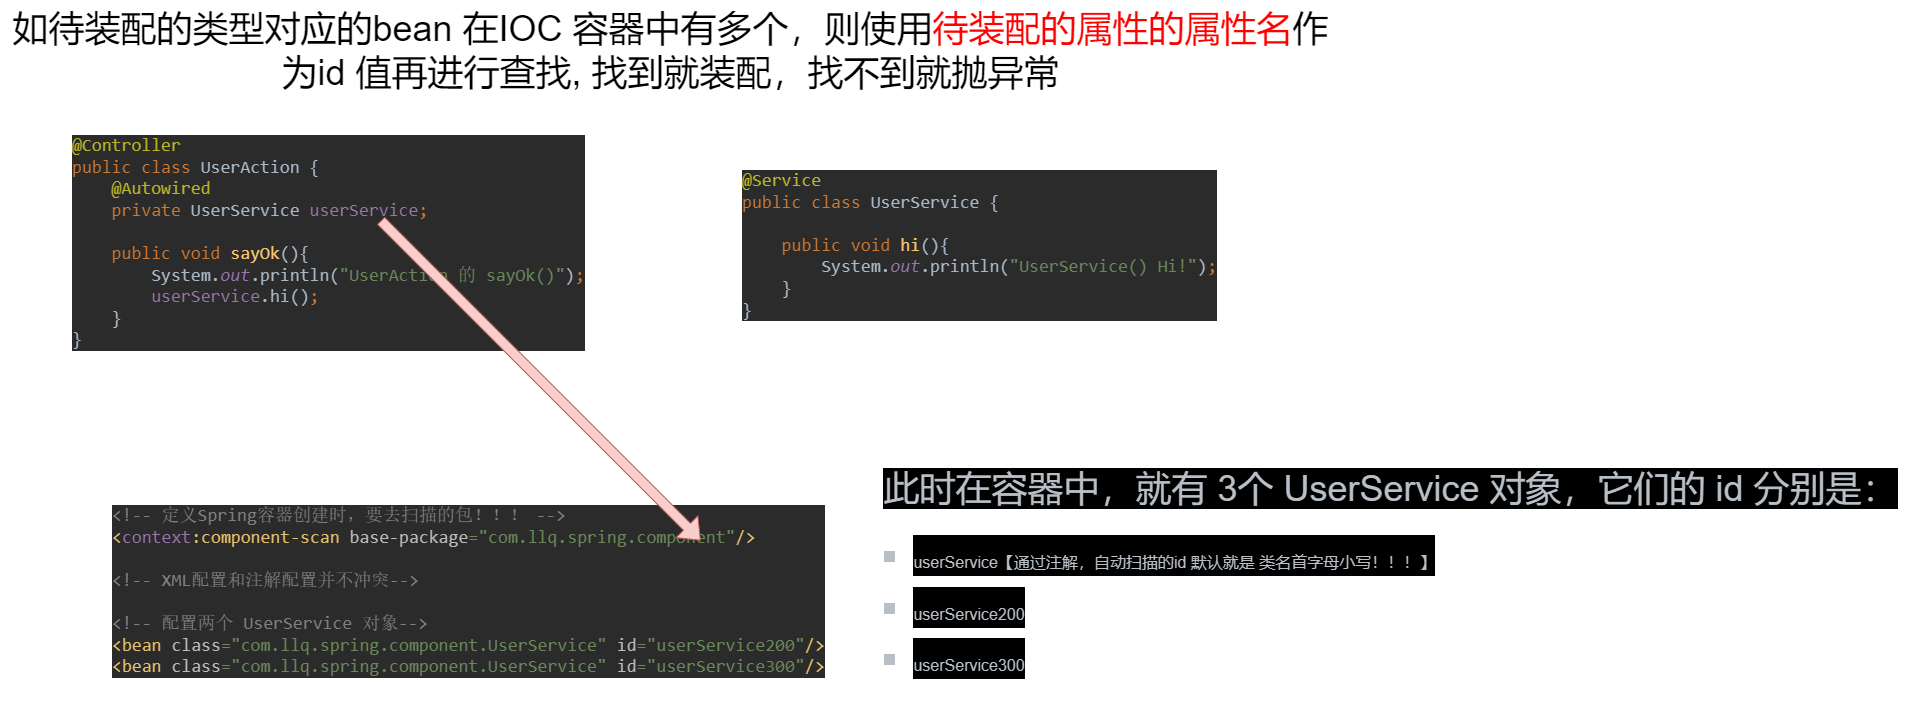 如待装配的类型对应的bean 在IOC 容器中有多个，则使用待装配的属性的属性名作
为id 值再进行查找, 找到就装配，找不到就抛异常
@Controller
public class UserAction {
@Autowired
private UserService userService;
public void sayOk(){
System.out.println("UserAction 的 sayOk()");
userService.hi();
}
}
@Service
public class UserService {
public void hi(){
System.out.println("UserService() Hi!");
}
}
<!-- 定义Spring容器创建时，要去扫描的包！！！ -->
<context:component-scan base-package="com.llq.spring.component"/>
<!-- XML配置和注解配置并不冲突-->
<!-- 配置两个 UserService 对象-->
<bean class="com.llq.spring.component.UserService" id="userService200"/>
<bean class="com.llq.spring.component.UserService" id="userService300"/>
此时在容器中，就有 3个 UserService 对象，它们的 id 分别是：
userService【通过注解，自动扫描的id 默认就是 类名首字母小写！！！】
userService200
userService300